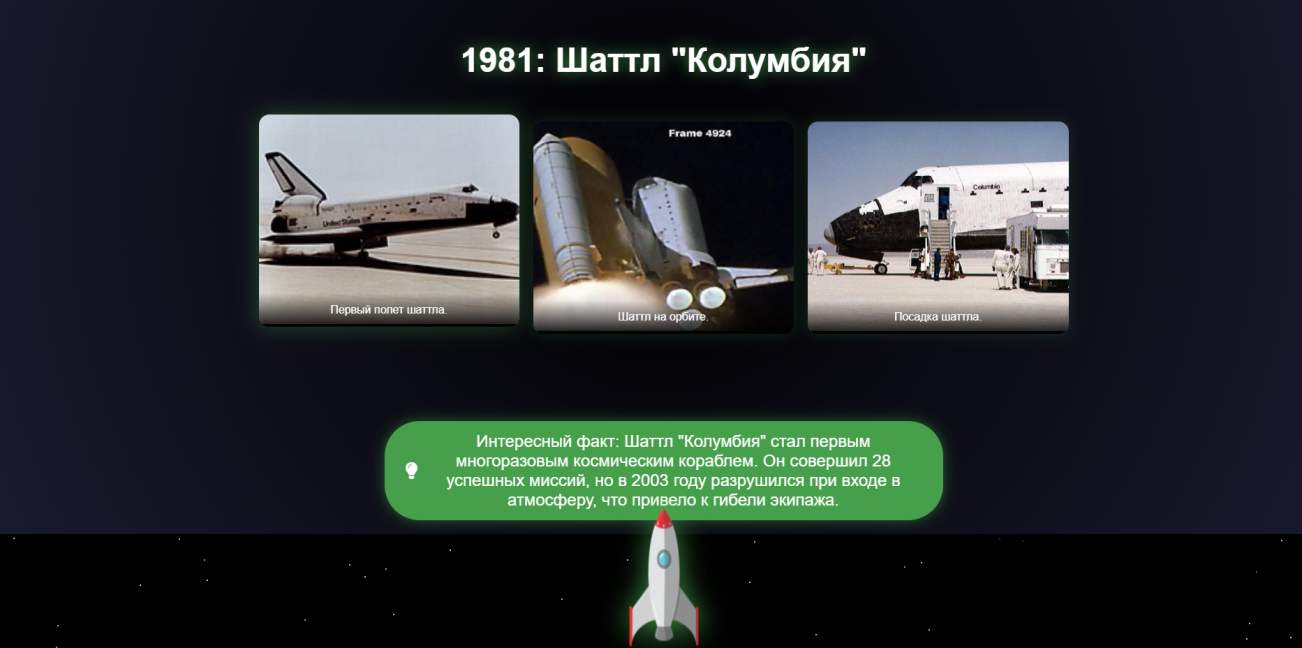 1981: Шаттл "Колумбия"
Frame 4924
United States
Columbia
Первый полет шаттла.
Шаттл на орбите.
Посадка шаттла.
Интересный факт: Шаттл "Колумбия" стал первым
многоразовым космическим кораблем. Он совершил 28
успешных миссий, но в 2003 году разрушился при входе в
атмосферу, что привело к гибели экипажа.